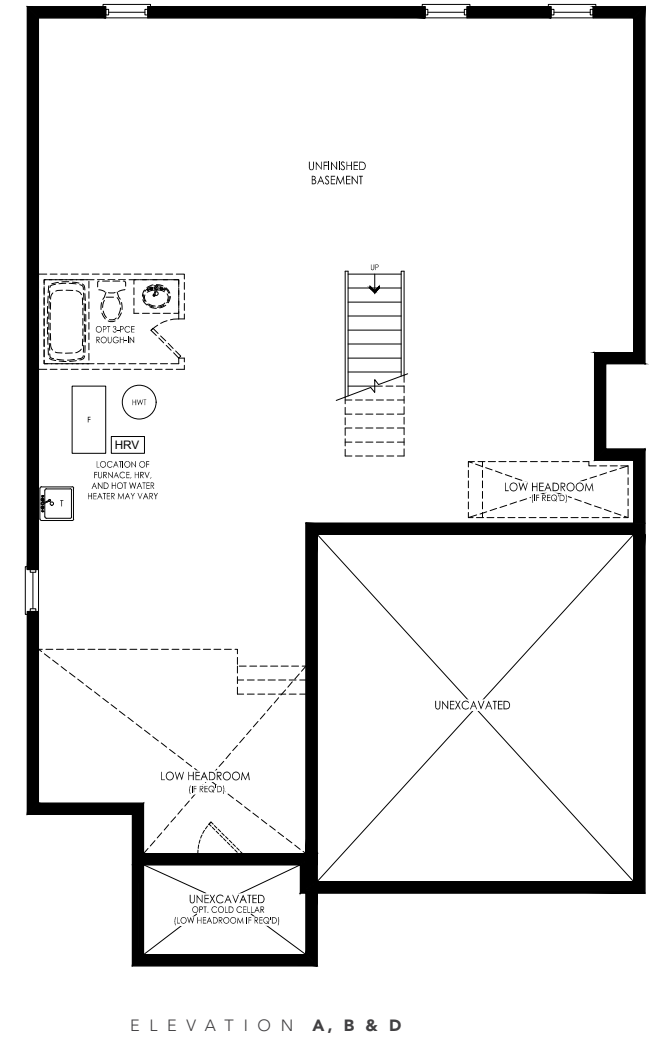 UNFINISHED
BASEMENT
UP
OPT 3-PCE
ROUGH-IN
F
HWT
HRV
LOCATION OF
FURNACE, HRV,
AND HOT WATER
HEATER MAY VARY
T
LOW HEADROOM
(IF REQ'D)
UNEXCAVATED
LOW HEADROOM
(IF REQ'D)
UNEXCAVATED
OPT. COLD CELLAR
(LOW HEADROOM IF REQ'D)
ELEVATION A, B & D